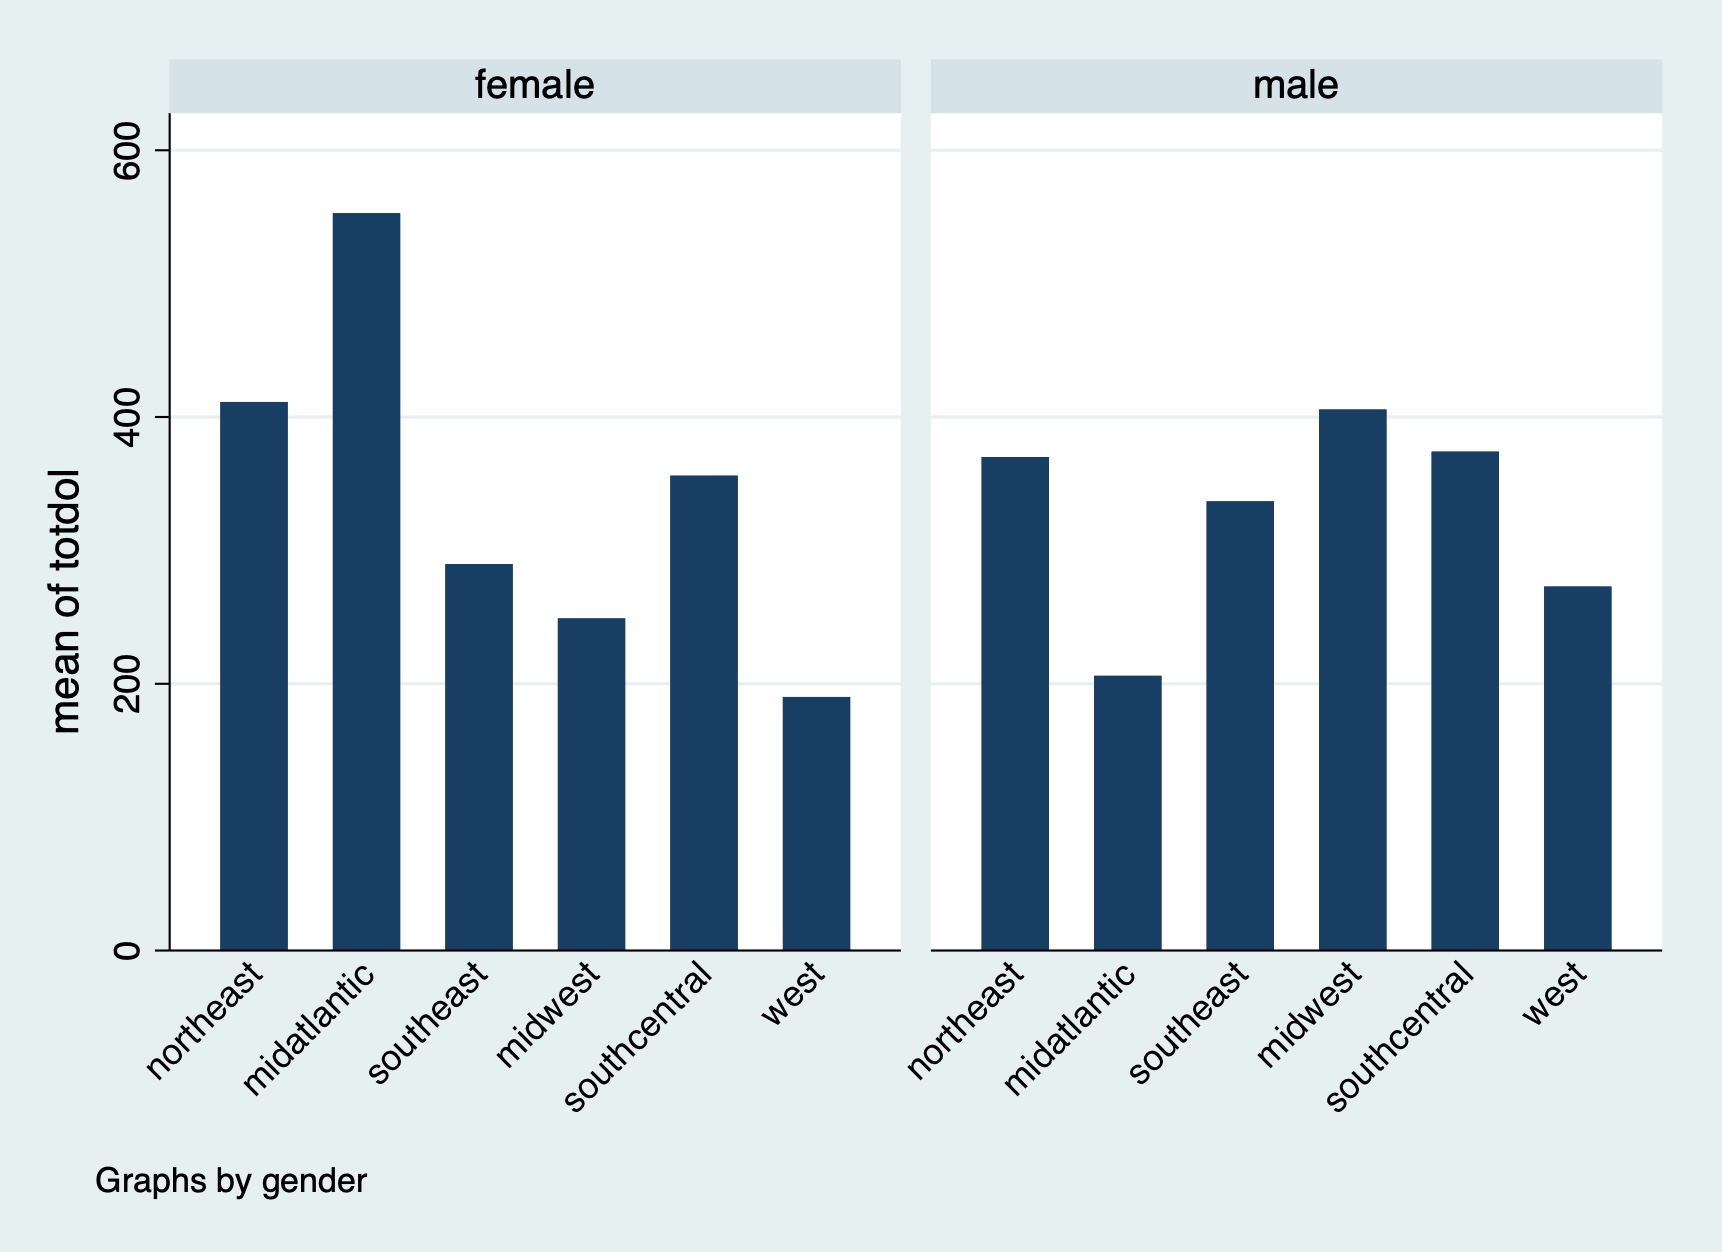 female
male
mean of totdol
600
400
200
0
northeast
midatlantic
southeast
midwest
southcentral
west
northeast
midatlantic
southeast
midwest
southcentral
west
Graphs by gender